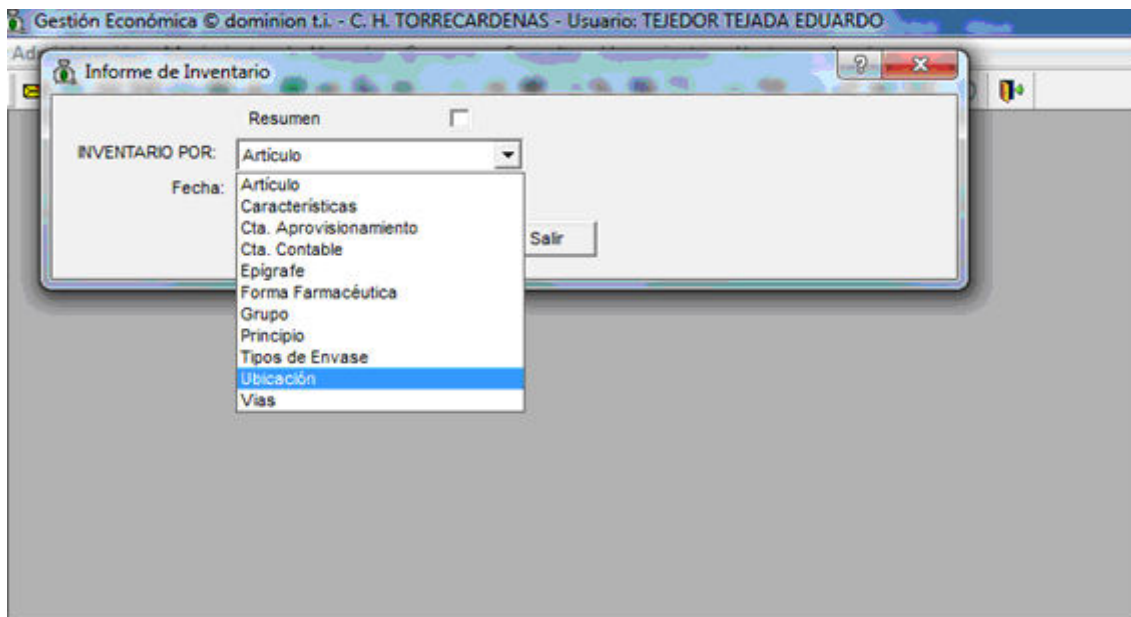 Gestión Económica © dominion t.i. - C. H. TORRECARDENAS - Usuario: TEJEDOR TEJADA EDUARDO
Informe de Inventario
Resumen
INVENTARIO POR: Artículo
Fecha:
Artículo
Características
Cta. Aprovisionamiento
Cta. Contable
Salir
Epígrafe
Forma Farmacéutica
Grupo
Principio
Tipos de Envase
Ubicación
Vias